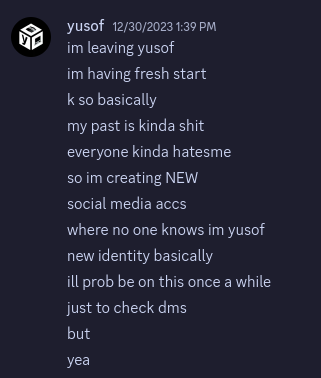 yusof 12/30/2023 1:39 PM
im leaving yusof
im having fresh start
k so basically
my past is kinda shit
everyone kinda hatesme
so im creating NEW
social media accs
where no one knows im yusof
new identity basically
ill prob be on this once a while
just to check dms
but
yea